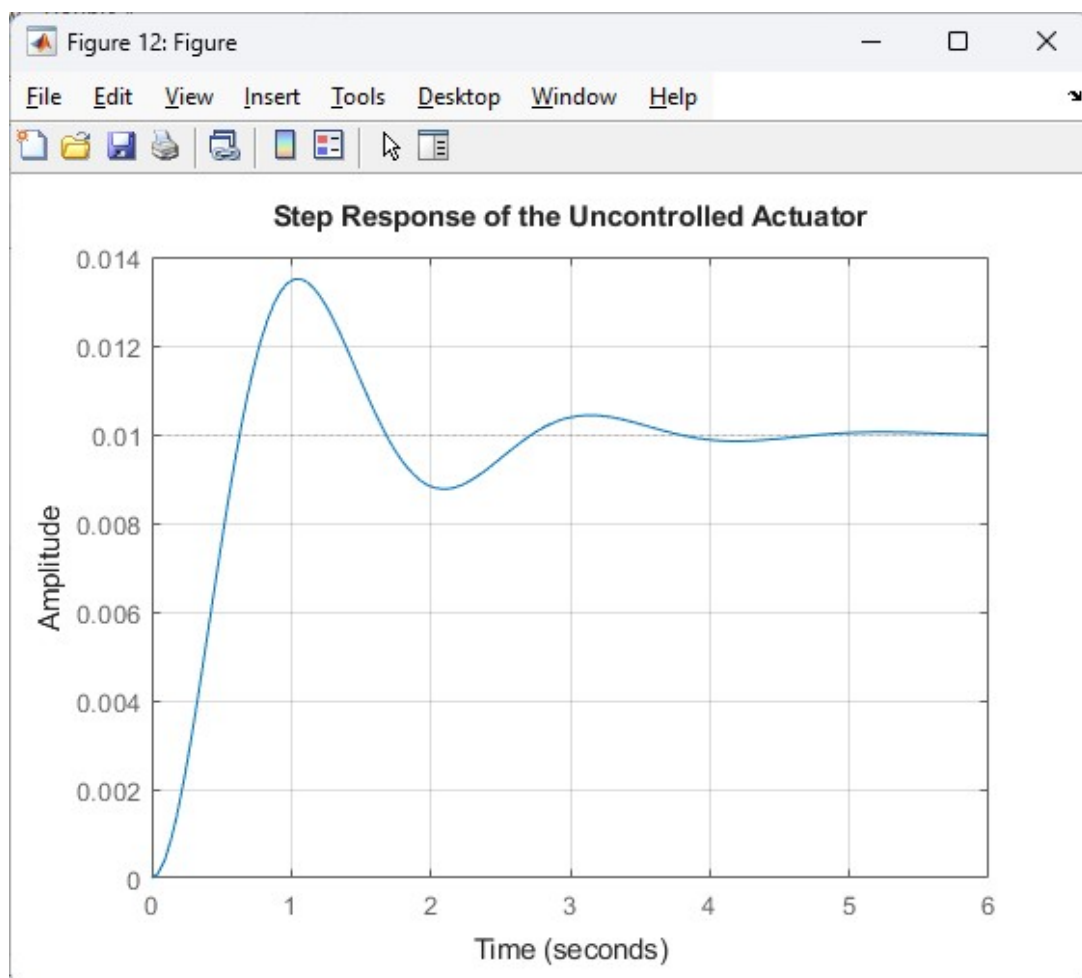 Figure 12: Figure
File Edit View Insert Tools Desktop Window Help
Step Response of the Uncontrolled Actuator
0.014
0.012
0.01
0.008
0.006
0.004
0.002
0
Amplitude
0 1 2 3 4 5 6
Time (seconds)